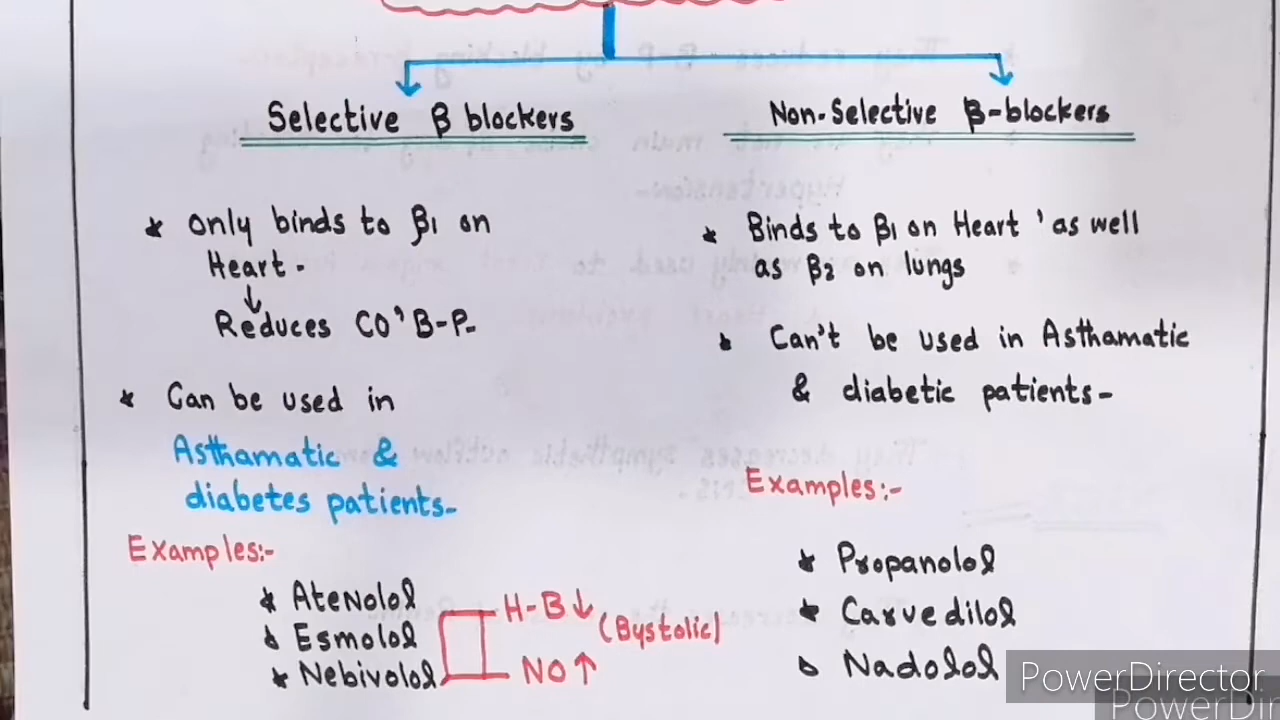 Selective β blockers
* Only binds to β1 on
Heart.
↓
Reduces CO' B-P-
* Can be used in
Asthamatic &
diabetes patients-
Examples:-
* Atenolol
* Esmolol
* Nebivolol
H-B↓
(Bystolic)
NO↑
Non-Selective β-blockers
* Binds to β1 on Heart ' as well
as β2 on lungs
* Can't be used in Asthamatic
& diabetic patients-
Examples:-
* Propanolol
* Carvedilol
* Nadolol
PowerDirector
PowerDir